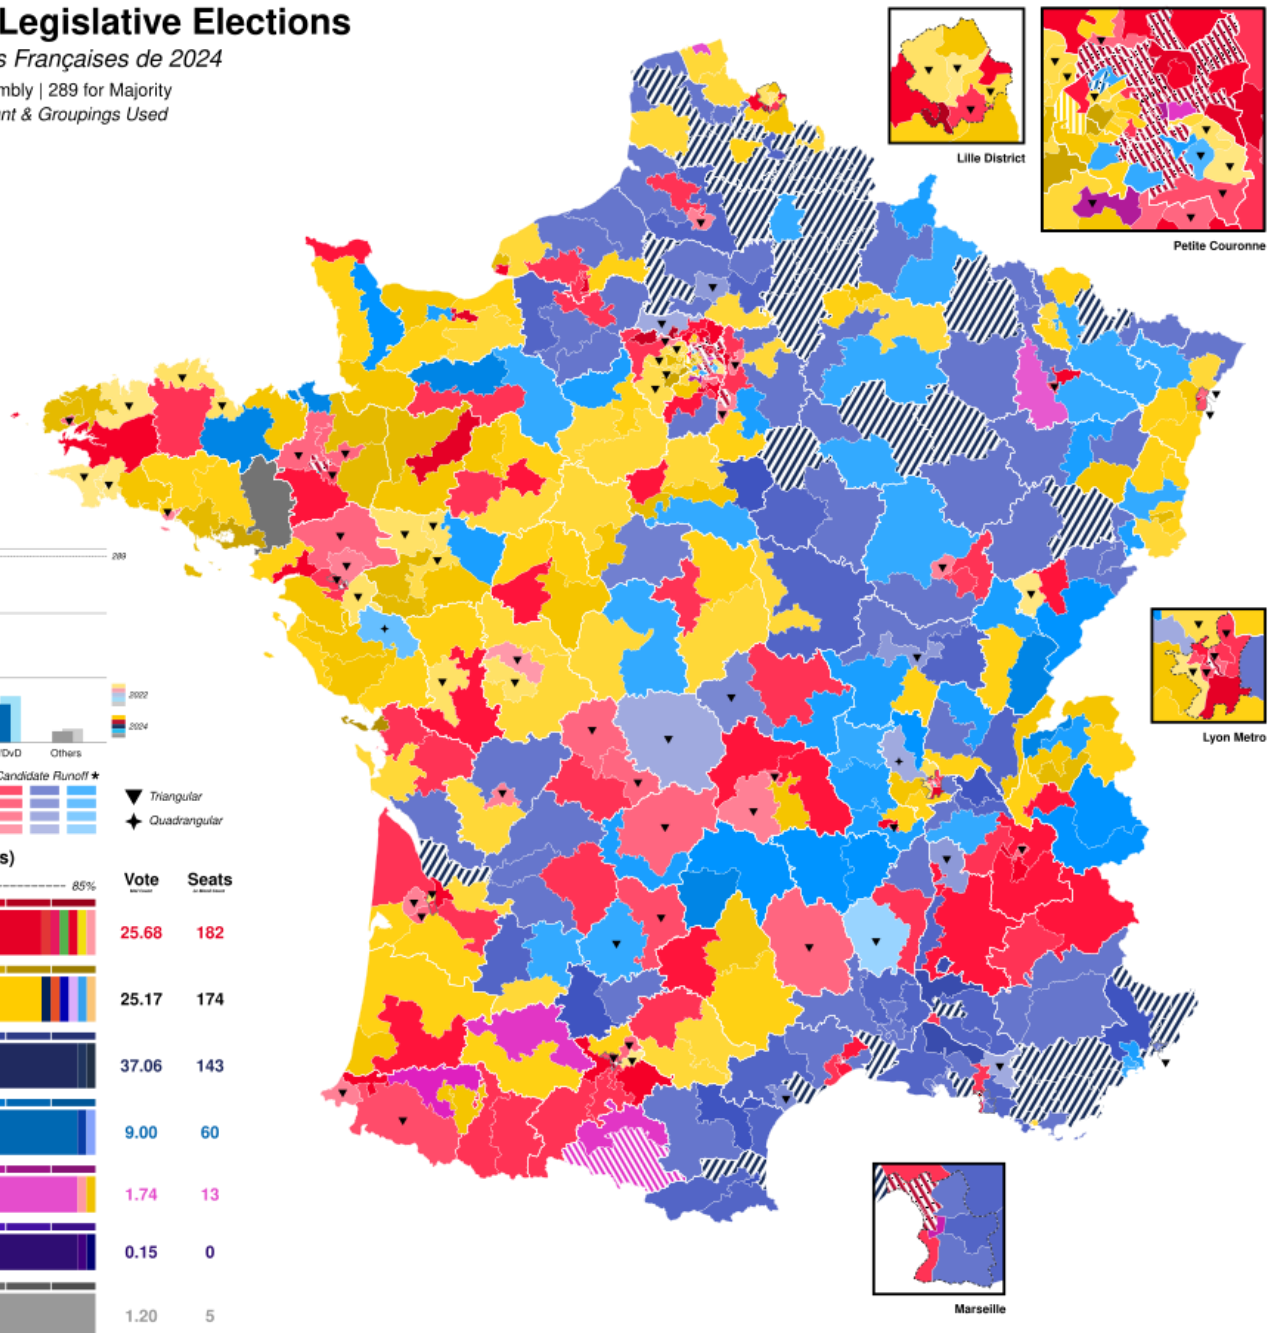 Legislative Elections
s Françaises de 2024
mbly | 289 for Majority
nt & Groupings Used
Lille District
Petite Couronne
289
2022
2024
/DvD
Others
Candidate Runoff ★
Triangular
Quadrangular
Lyon Metro
s)
85%
Vote
Seats
25.68
182
25.17
174
37.06
143
9.00
60
1.74
13
0.15
0
1.20
5
Marseille